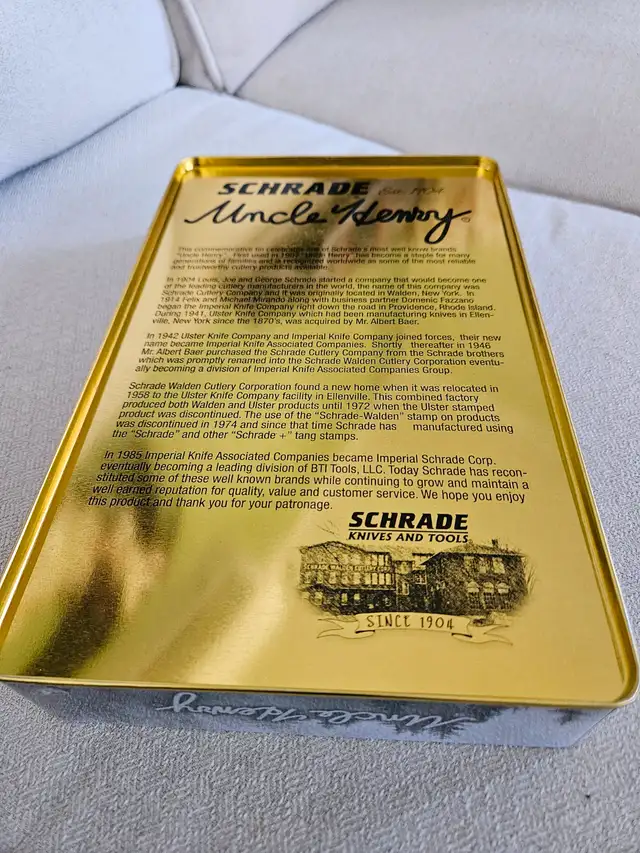 SCHRADE Est. 1904
Uncle Henry®
This commemorative tin celebrates one of Schrade's most well know brands
"Uncle Henry". First used in 1967 "Uncle Henry" has become a staple for many
generations of families and is recognized worldwide as some of the most reliable
and trustworthy cutlery products available.
In 1904 Louis, Joe and George Schrade started a company that would become one
of the leading cutlery manufacturers in the world, the name of this company was
Schrade Cutlery Company and it was originally located in Walden, New York. In
1914 Felix and Michael Mirando along with business partner Domenic Fazzano
began the Imperial Knife Company right down the road in Providence, Rhode Island.
During 1941, Ulster Knife Company which had been manufacturing knives in Ellen-
ville, New York since the 1870's, was acquired by Mr. Albert Baer.
In 1942 Ulster Knife Company and Imperial Knife Company joined forces, their new
name became Imperial Knife Associated Companies. Shortly thereafter in 1946
Mr. Albert Baer purchased the Schrade Cutlery Company from the Schrade brothers
which was promptly renamed into the Schrade Walden Cutlery Corporation eventu-
ally becoming a division of Imperial Knife Associated Companies Group.
Schrade Walden Cutlery Corporation found a new home when it was relocated in
1958 to the Ulster Knife Company facility in Ellenville. This combined factory
produced both Walden and Ulster products until 1972 when the Ulster stamped
product was discontinued. The use of the "Schrade-Walden" stamp on products
was discontinued in 1974 and since that time Schrade has manufactured using
the "Schrade" and other "Schrade +" tang stamps.
In 1985 Imperial Knife Associated Companies became Imperial Schrade Corp.
eventually becoming a leading division of BTI Tools, LLC. Today Schrade has recon-
stituted some of these well known brands while continuing to grow and maintain a
well earned reputation for quality, value and customer service. We hope you enjoy
this product and thank you for your patronage.
SCHRADE
KNIVES AND TOOLS
SCHRADE WALDEN CUTLERY CORP
SINCE 1904
Uncle Henry